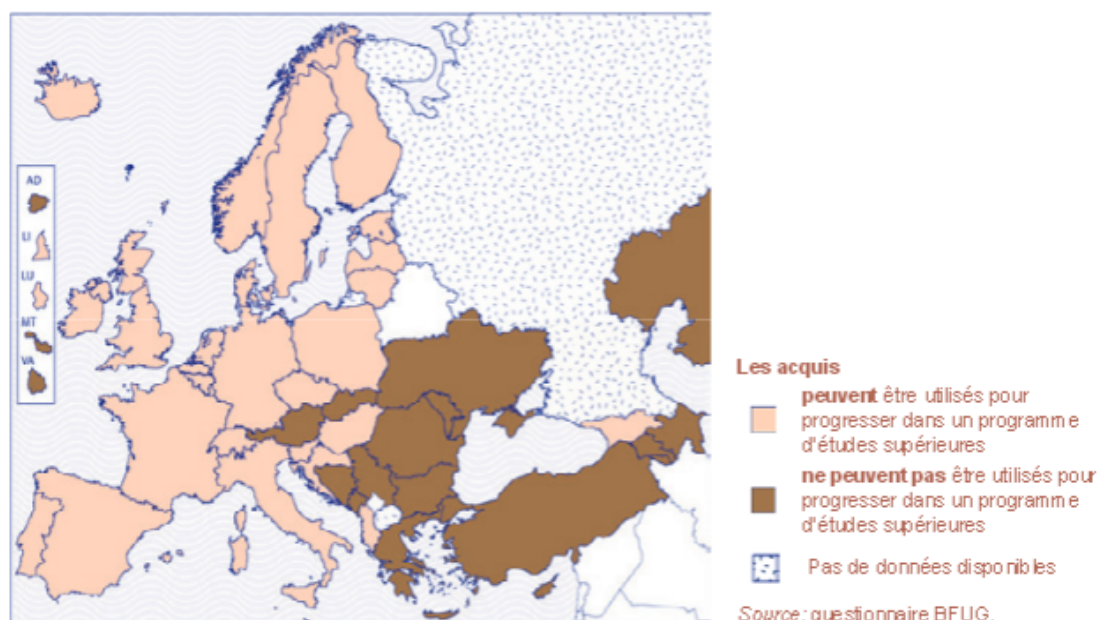 AD
LI
LU
MT
VA
Les acquis
peuvent être utilisés pour
progresser dans un programme
d'études supérieures
ne peuvent pas être utilisés pour
progresser dans un programme
d'études supérieures
Pas de données disponibles
Source: questionnaire BFUG.